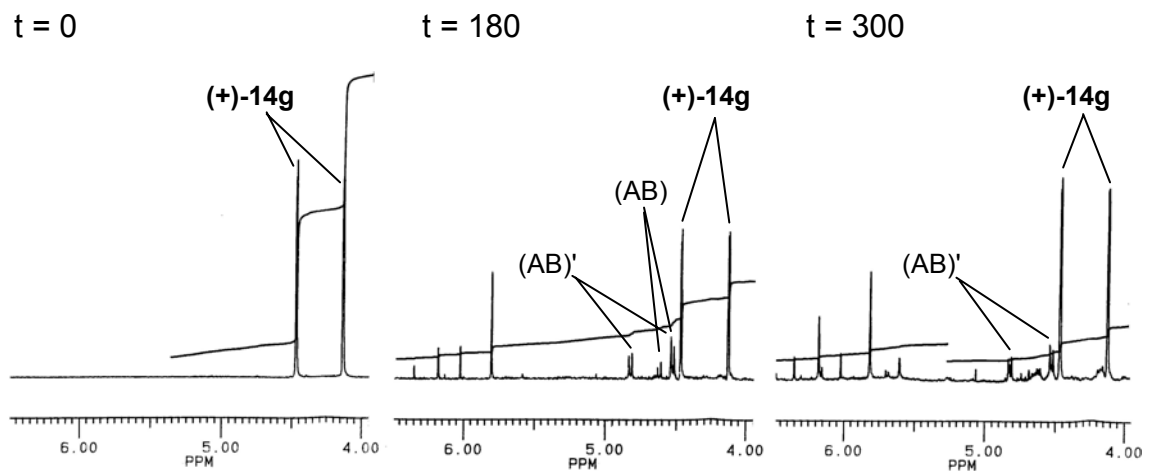 t = 0
t = 180
t = 300
(+)-14g
(+)-14g
(+)-14g
(AB)
(AB)'
(AB)'
6.00 5.00 4.00
PPM
6.00 5.00 4.00
PPM
6.00 5.00 4.00
PPM